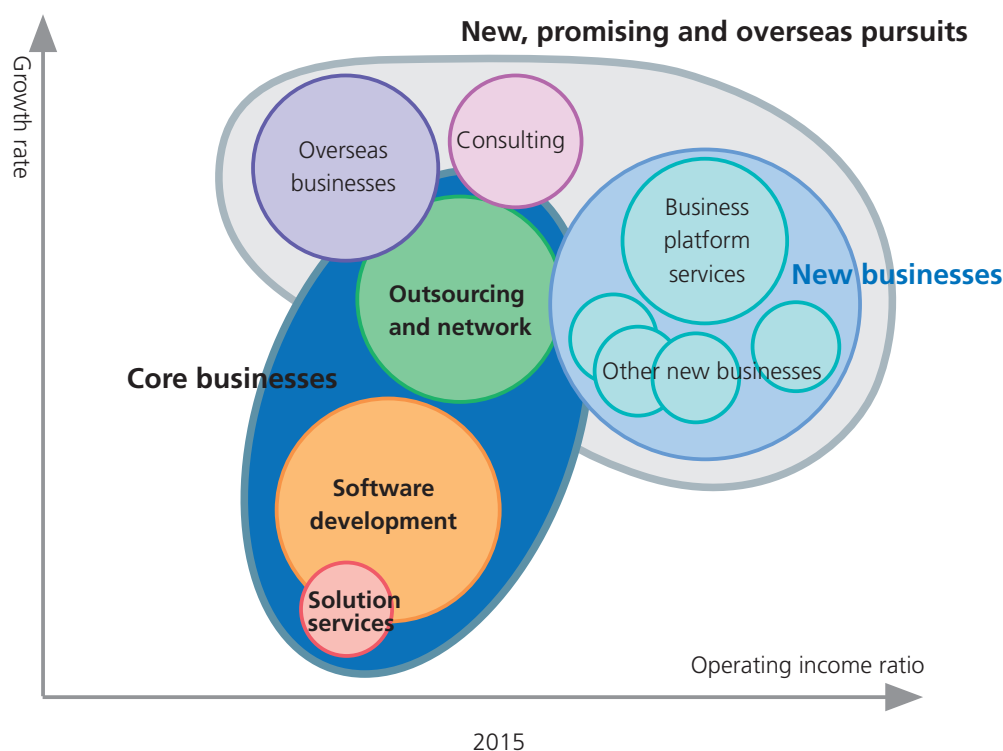 New, promising and overseas pursuits
Growth rate
Overseas
businesses
Consulting
Business
platform
services
New businesses
Outsourcing
and network
Other new businesses
Core businesses
Software
development
Solution
services
Operating income ratio
2015